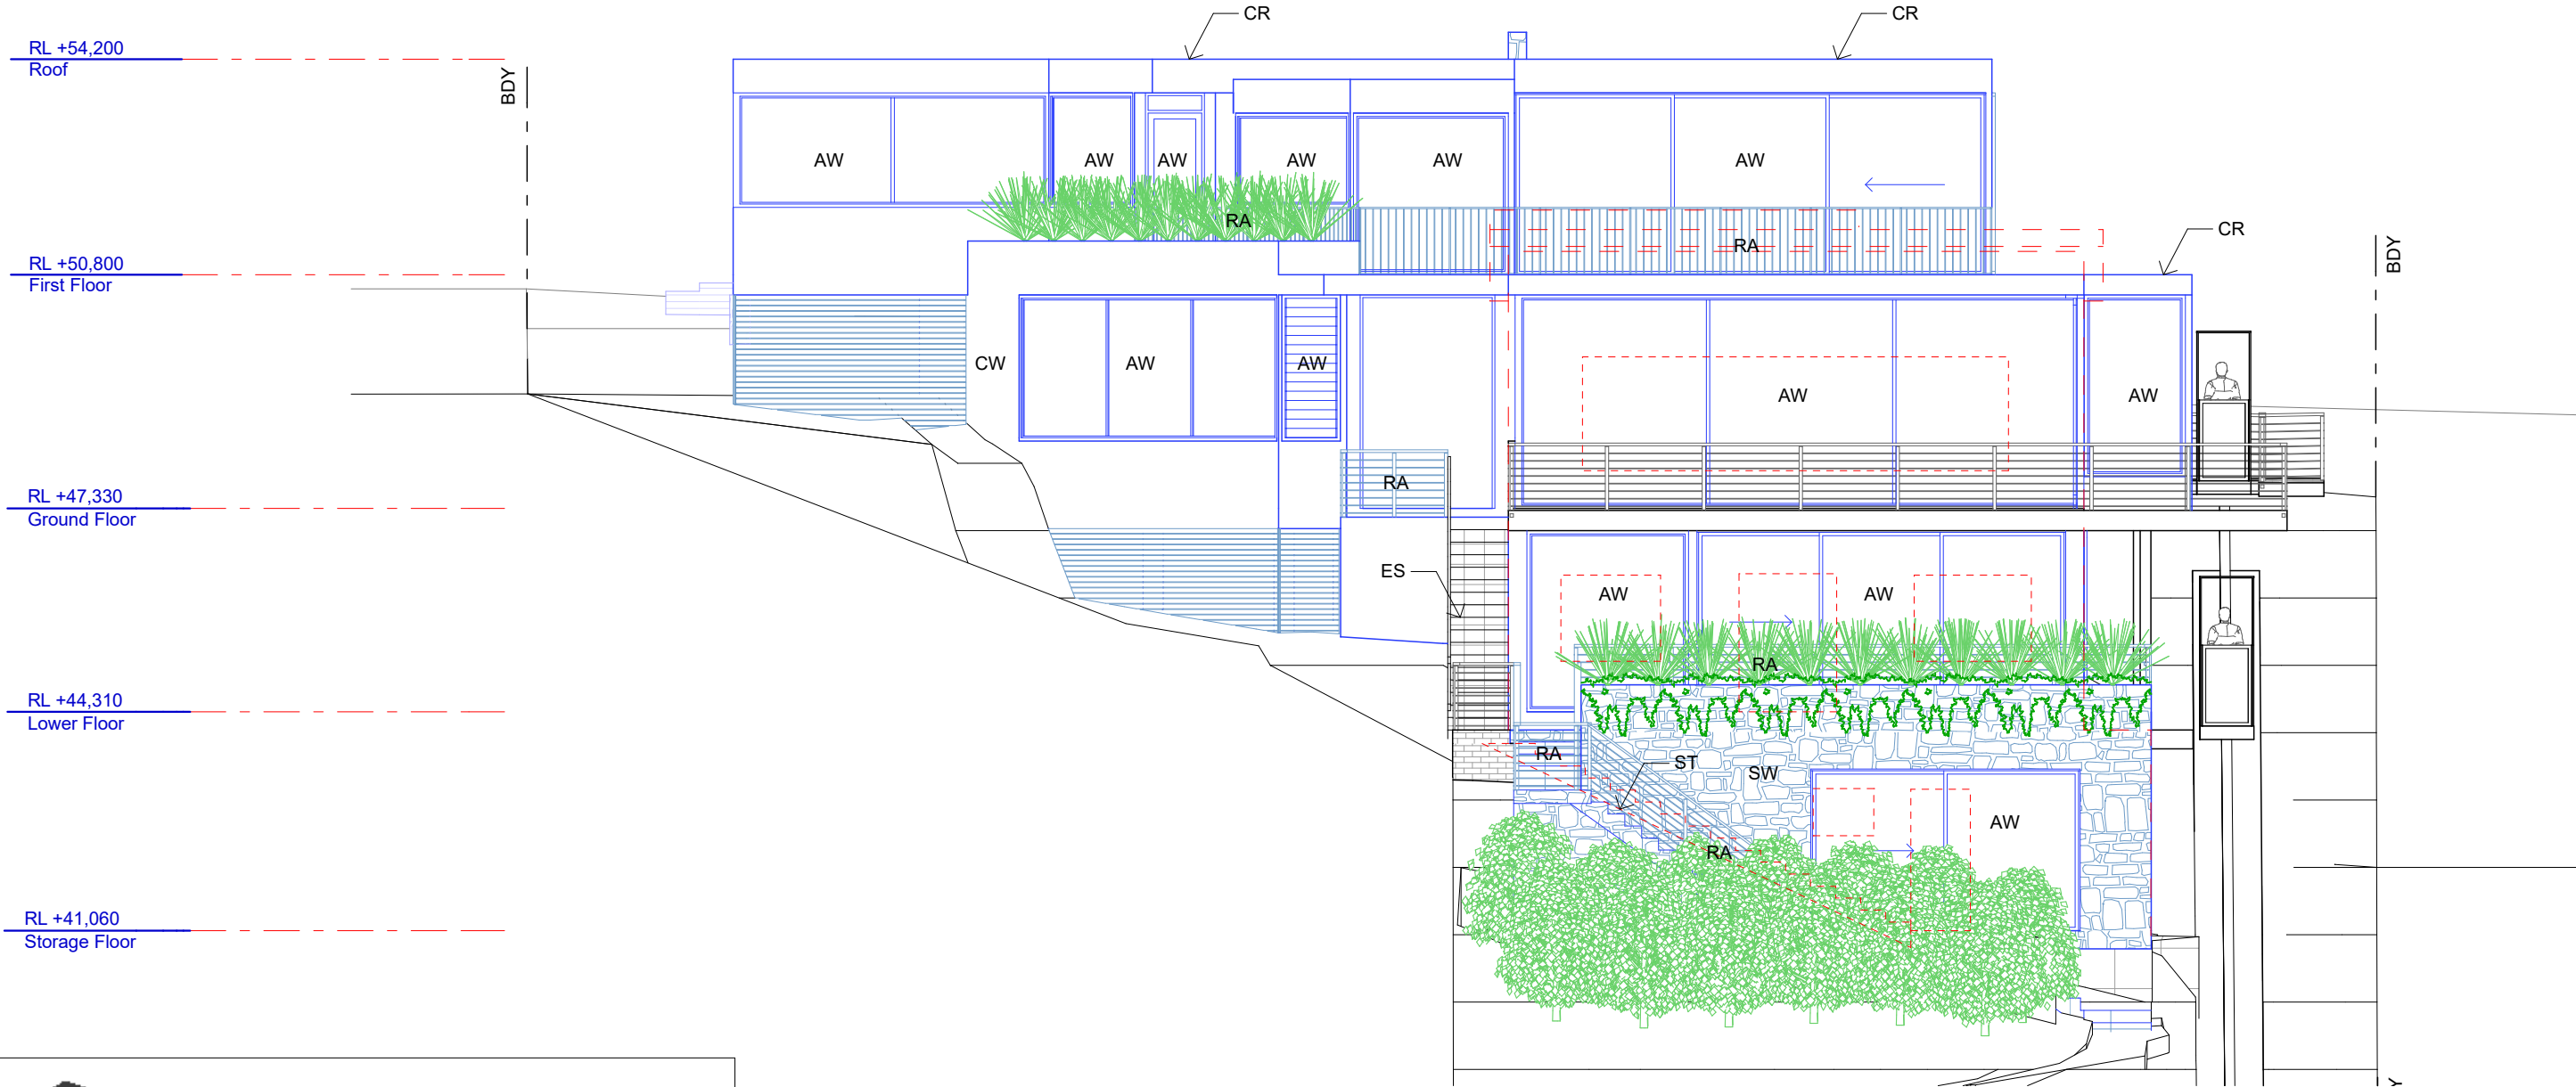 CR
CR
RL +54,200
Roof
BDY
AW
AW
AW
AW
AW
AW
RA
RA
CR
BDY
RL +50,800
First Floor
CW
AW
AW
AW
AW
RA
RL +47,330
Ground Floor
ES
AW
AW
RA
RL +44,310
Lower Floor
RA
ST
SW
AW
RA
RL +41,060
Storage Floor
Y